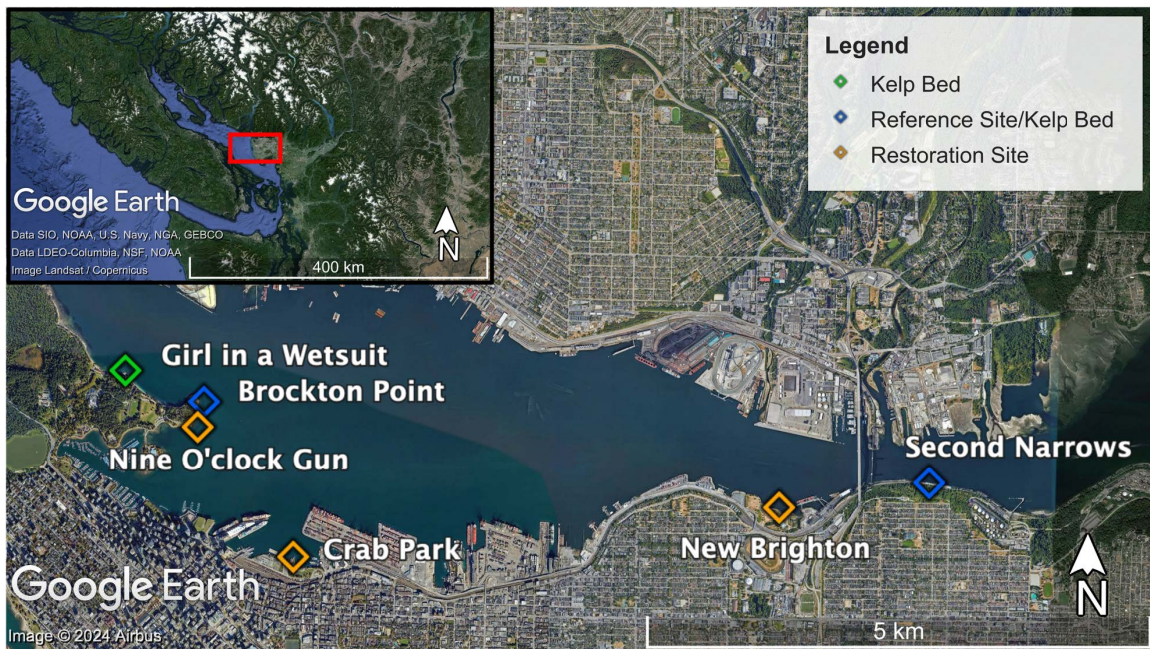 Google Earth
Data SIO, NOAA, U.S. Navy, NGA, GEBCO
Data LDEO-Columbia, NSF, NOAA
Image Landsat / Copernicus
400 km
N
Legend
Kelp Bed
Reference Site/Kelp Bed
Restoration Site
Girl in a Wetsuit
Brockton Point
Nine O'clock Gun
Second Narrows
Crab Park
New Brighton
Google Earth
Image © 2024 Airbus
5 km
N